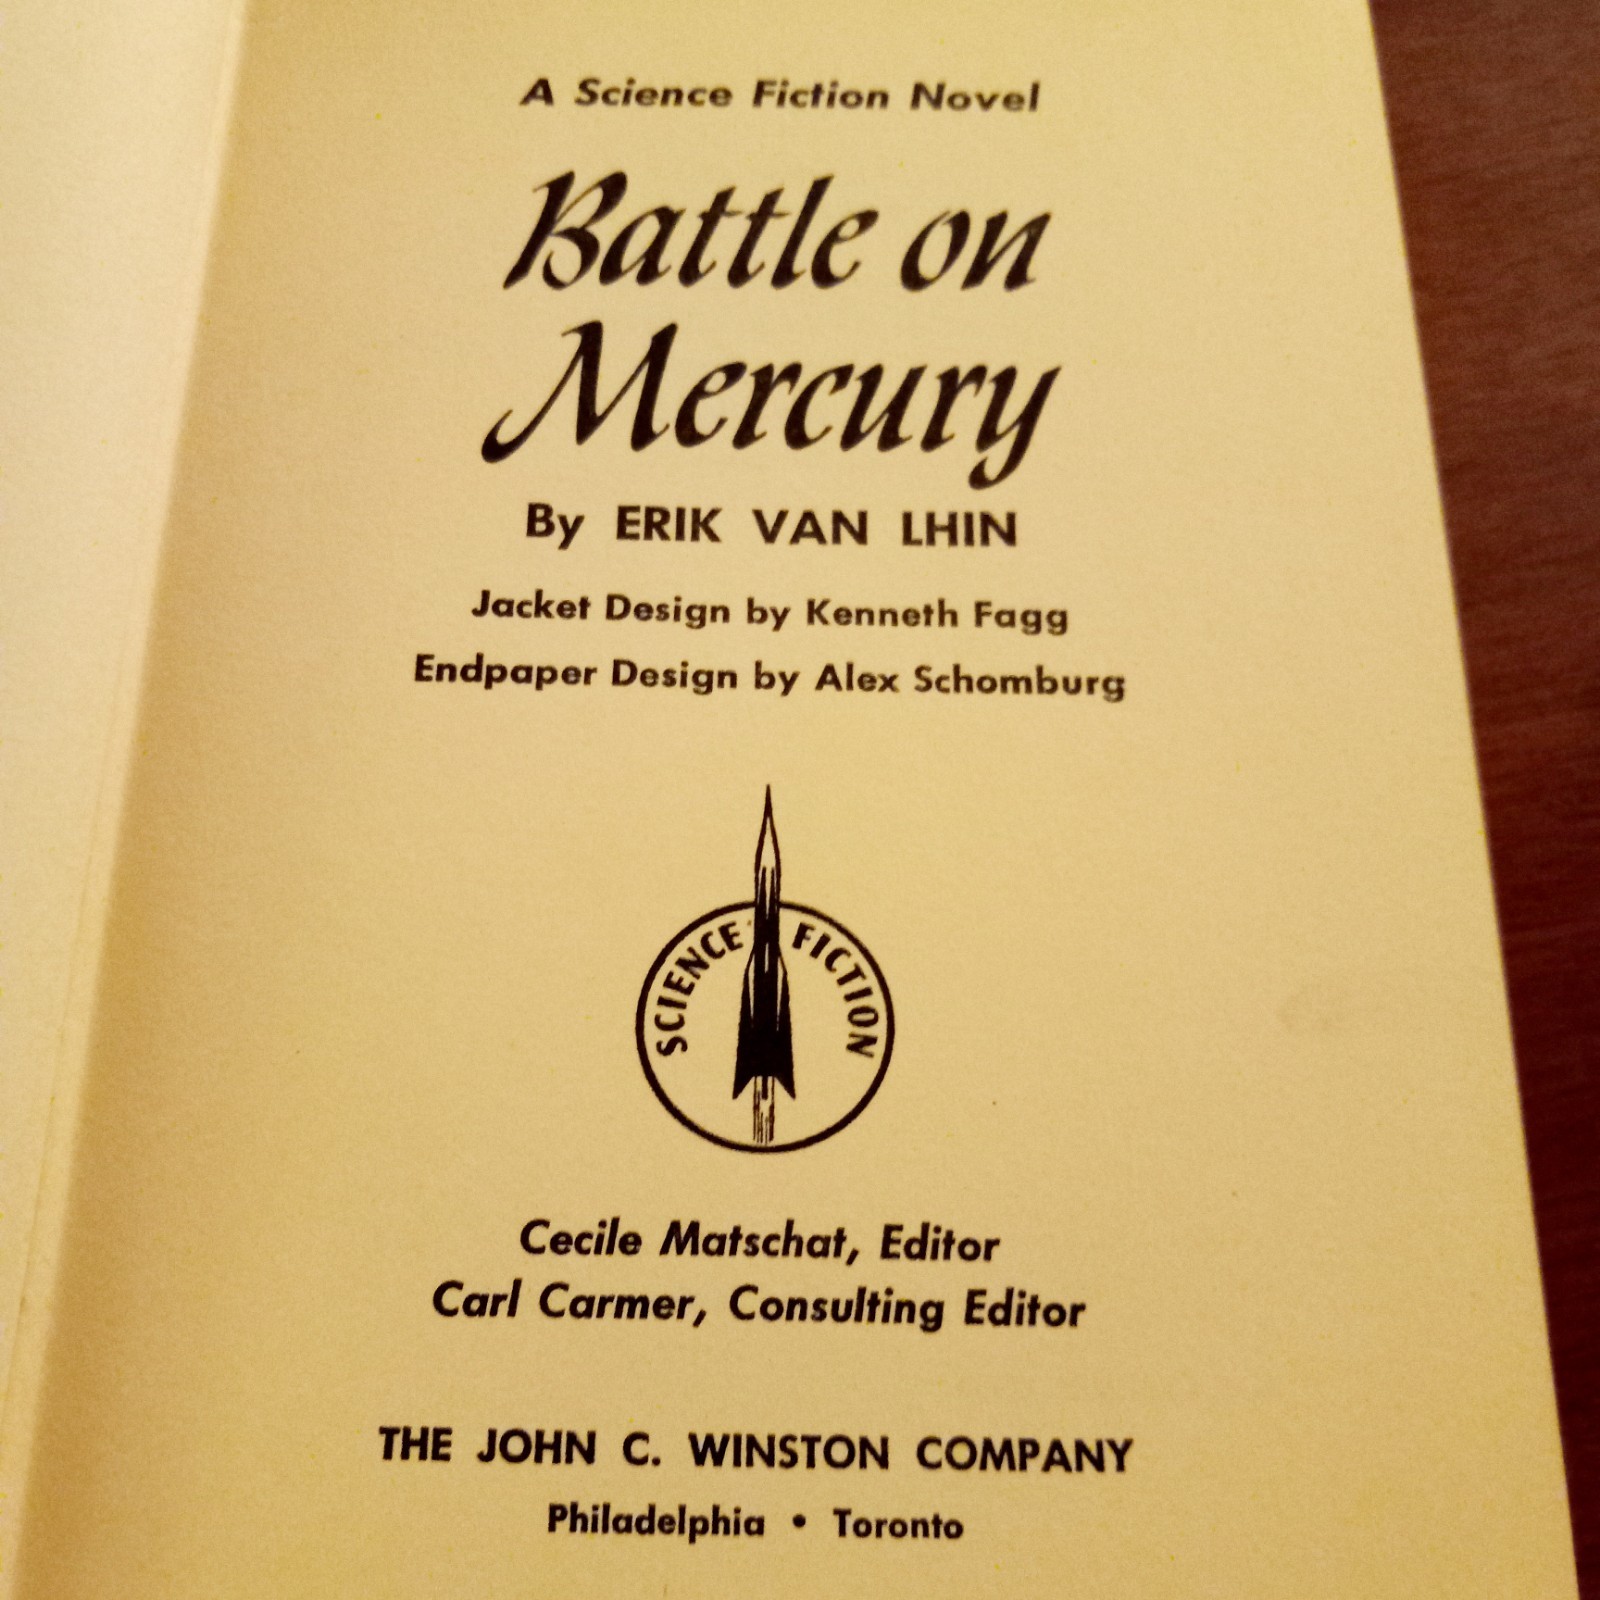 A Science Fiction Novel
Battle on
Mercury
By ERIK VAN LHIN
Jacket Design by Kenneth Fagg
Endpaper Design by Alex Schomburg
SCIENCE FICTION
Cecile Matschat, Editor
Carl Carmer, Consulting Editor
THE JOHN C. WINSTON COMPANY
Philadelphia • Toronto